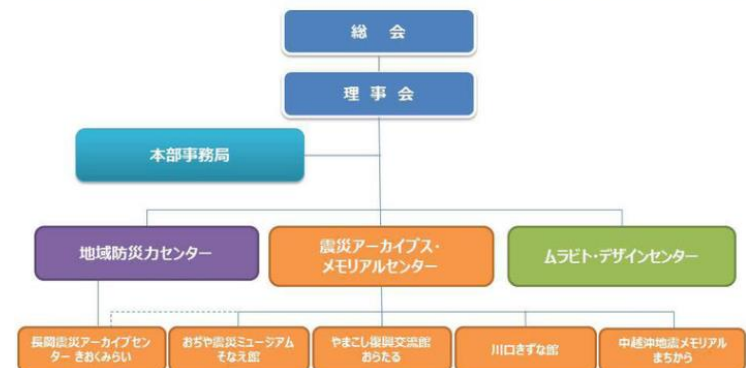 総 会
理 事 会
本部事務局
地域防災力センター
震災アーカイブス・
メモリアルセンター
ムラビト・デザインセンター
長岡震災アーカイブセン
ター きおくみらい
おぢや震災ミュージアム
そなえ館
やまこし復興交流館
おらたる
川口きずな館
中越沖地震メモリアル
まちから